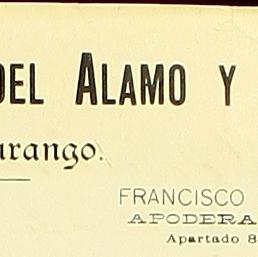 DEL ALAMO Y
urango.
FRANCISCO
APODERA
Apartado 8